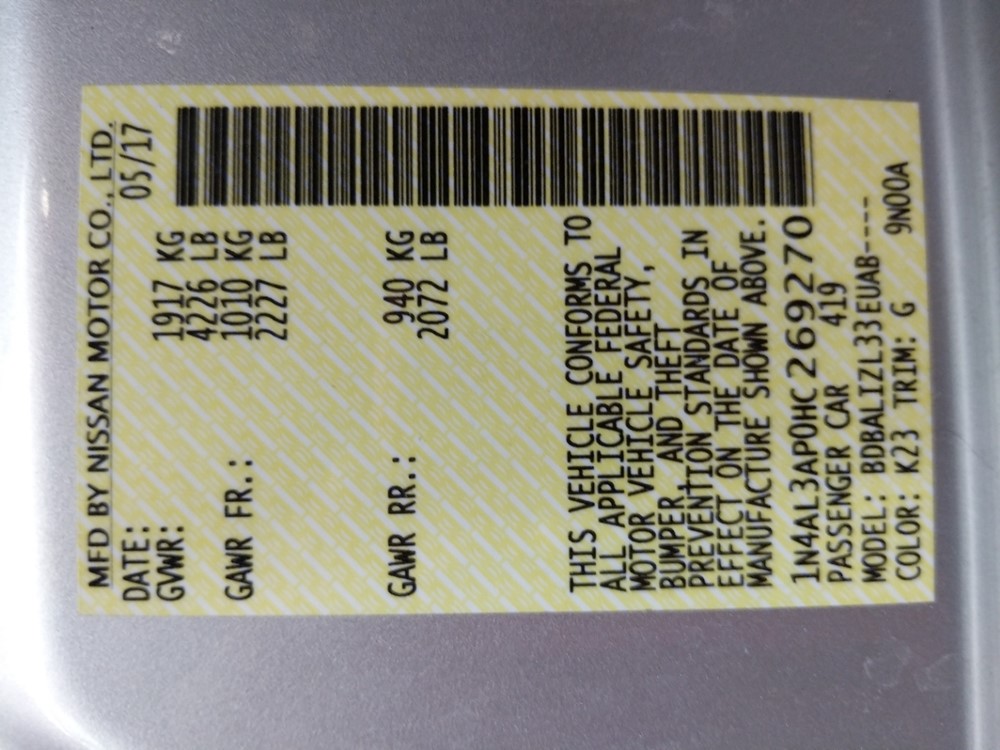 MFD BY NISSAN MOTOR CO., LTD.
DATE: 05/17
GVWR: 1917 KG
4226 LB
GAWR FR.: 1010 KG
2227 LB
GAWR RR.: 940 KG
2072 LB
THIS VEHICLE CONFORMS TO
ALL APPLICABLE FEDERAL
MOTOR VEHICLE SAFETY,
BUMPER, AND THEFT
PREVENTION STANDARDS IN
EFFECT ON THE DATE OF
MANUFACTURE SHOWN ABOVE.
1N4AL3AP0HC269270
PASSENGER CAR 419
MODEL: BDBALIZL33EUAB----
COLOR: K23 TRIM: G 9N00A